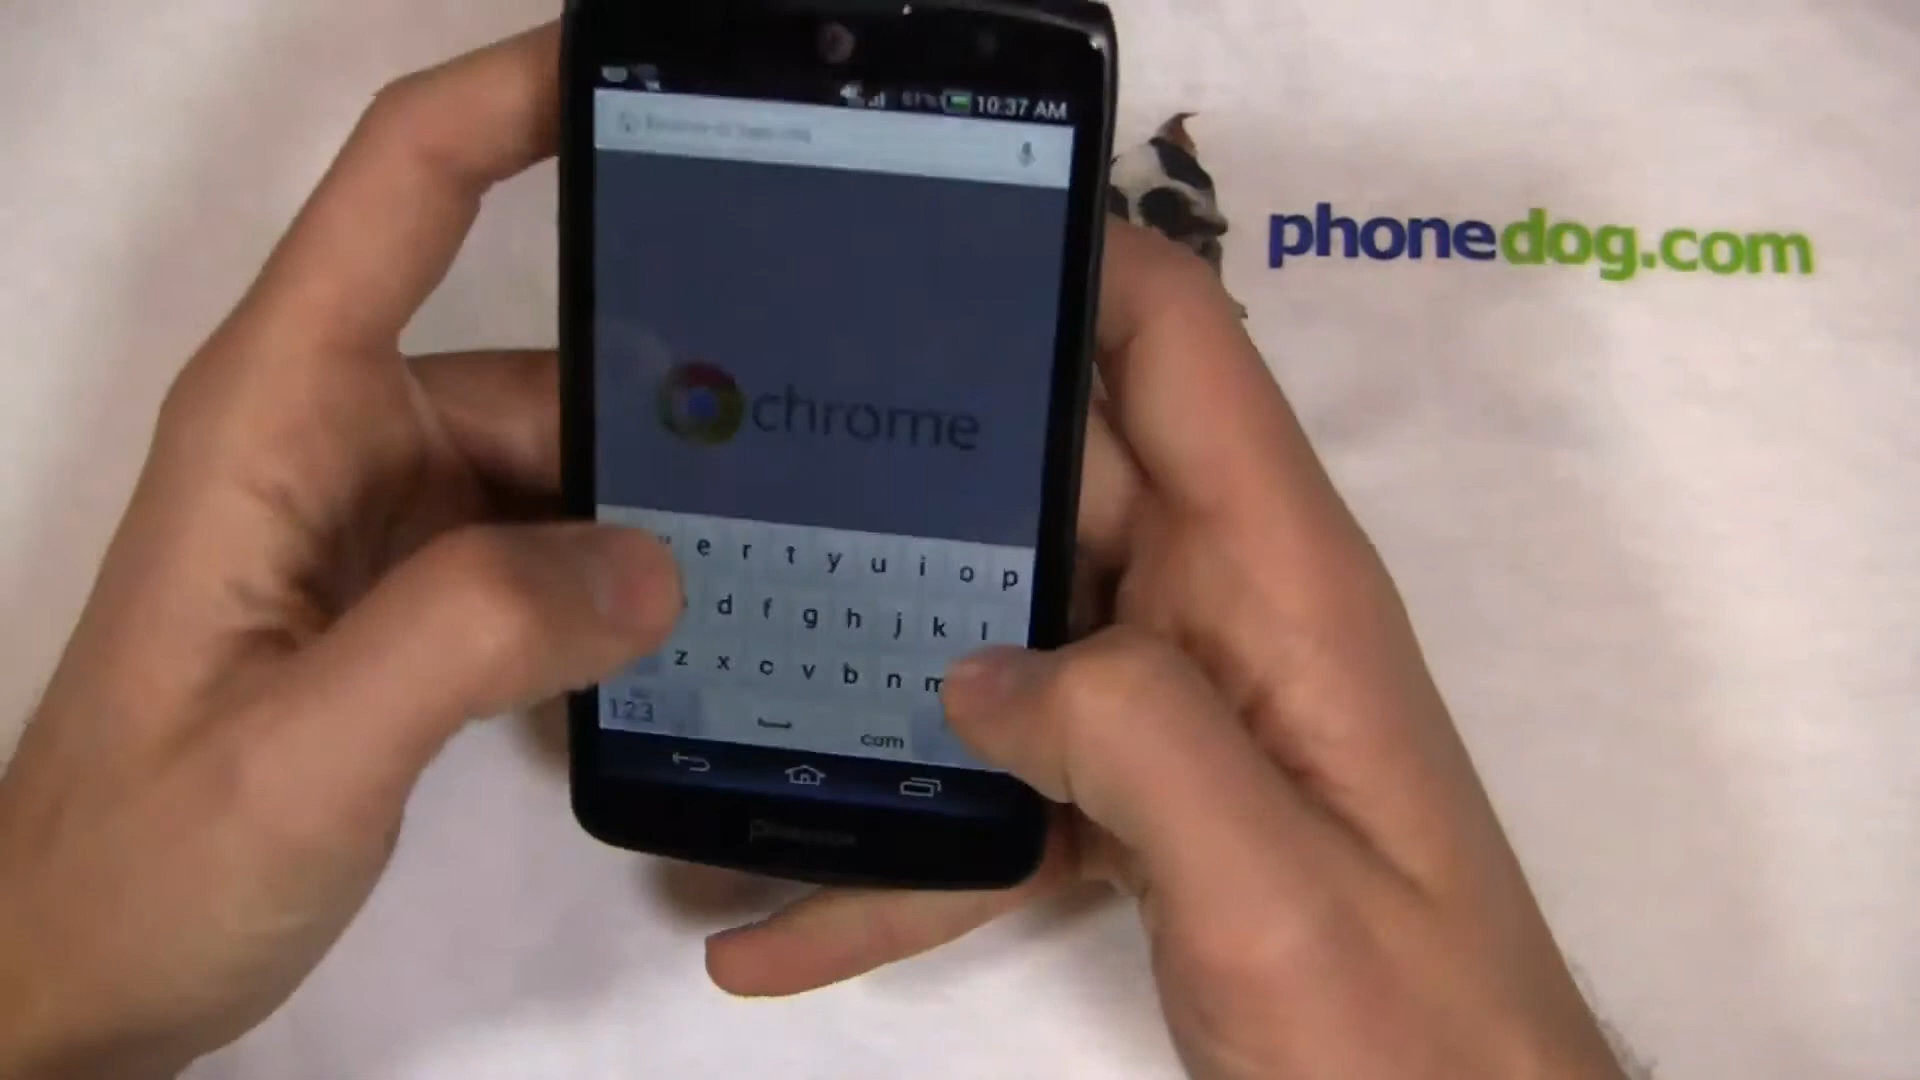 10:37 AM
phonedog.com
chrome
e r t y u i o p
d f g h j k l
z x c v b n m
123 com